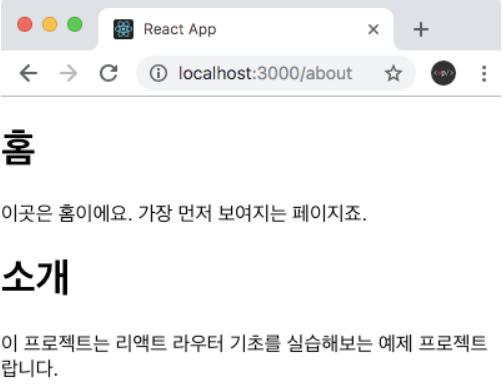 React App
localhost:3000/about
홈
이곳은 홈이에요. 가장 먼저 보여지는 페이지죠.
소개
이 프로젝트는 리액트 라우터 기초를 실습해보는 예제 프로젝트
랍니다.